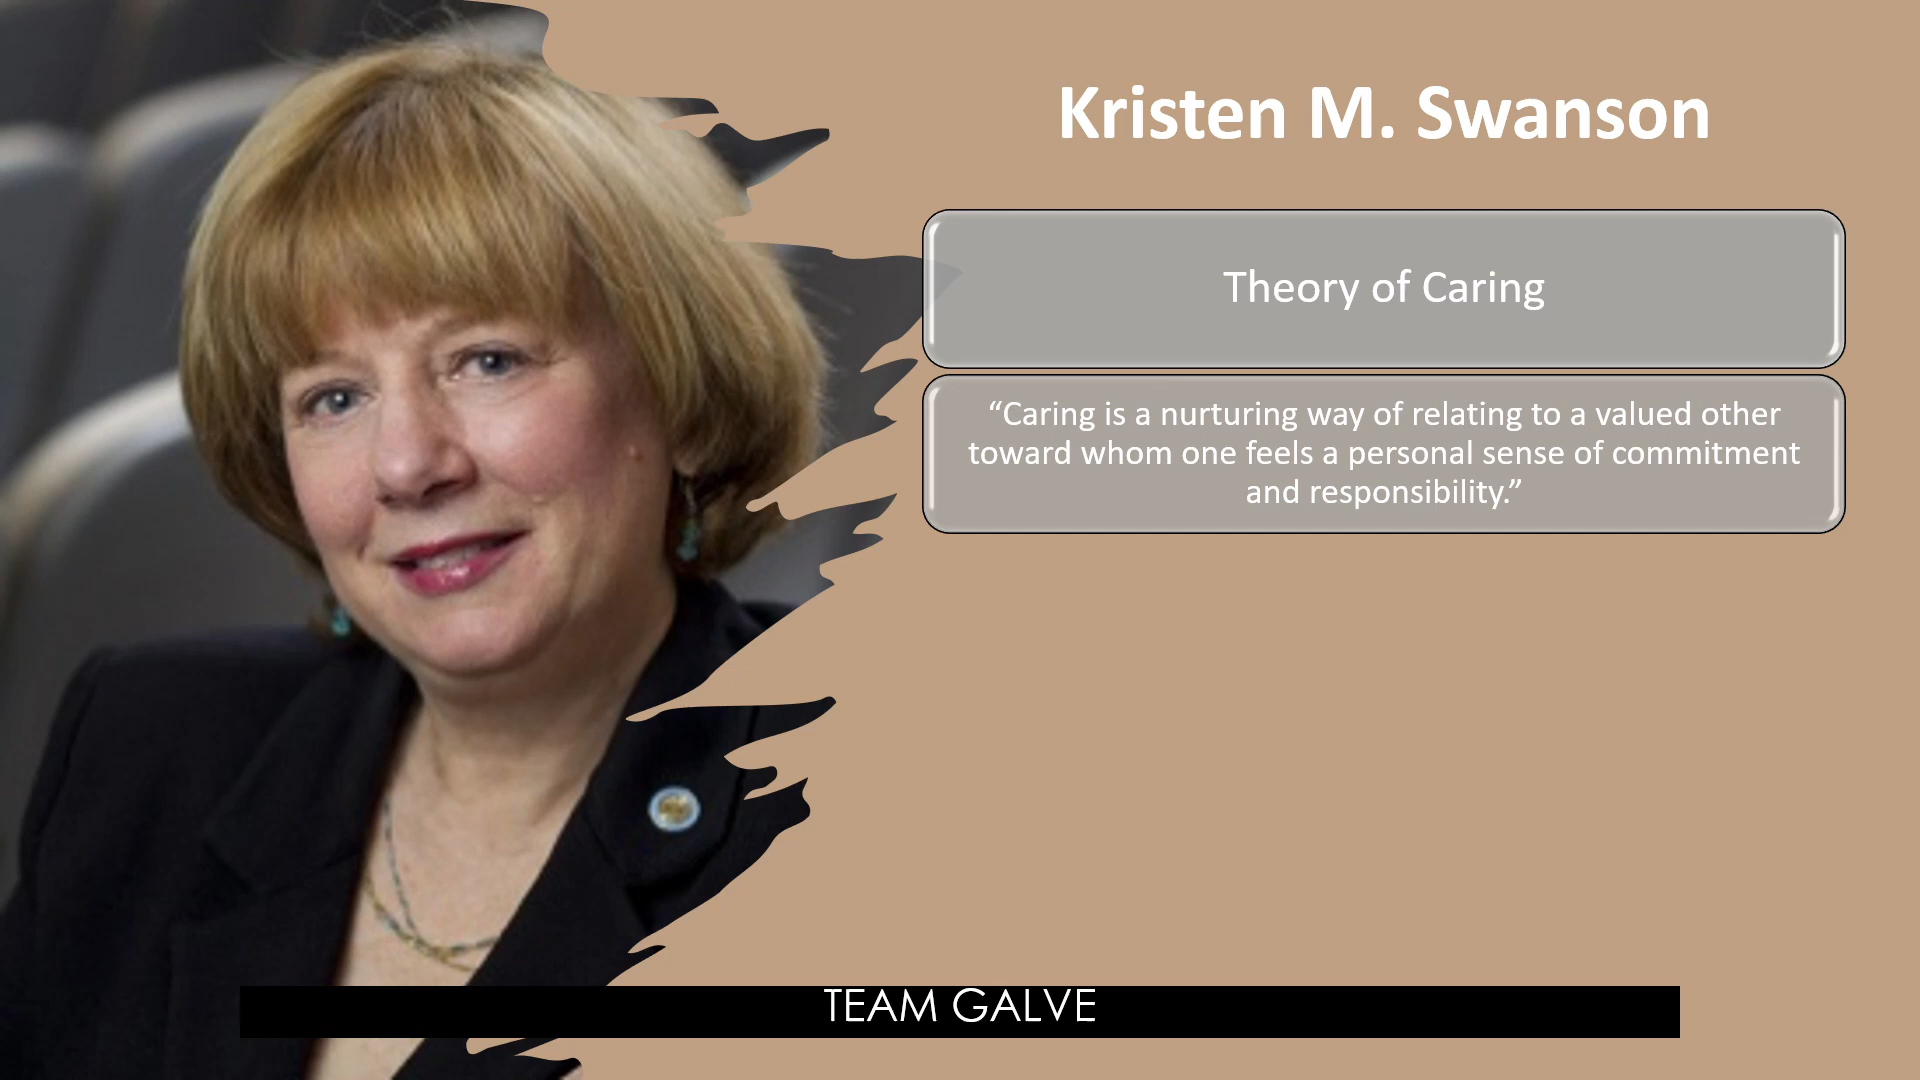 Kristen M. Swanson
Theory of Caring
“Caring is a nurturing way of relating to a valued other
toward whom one feels a personal sense of commitment
and responsibility.”
TEAM GALVE